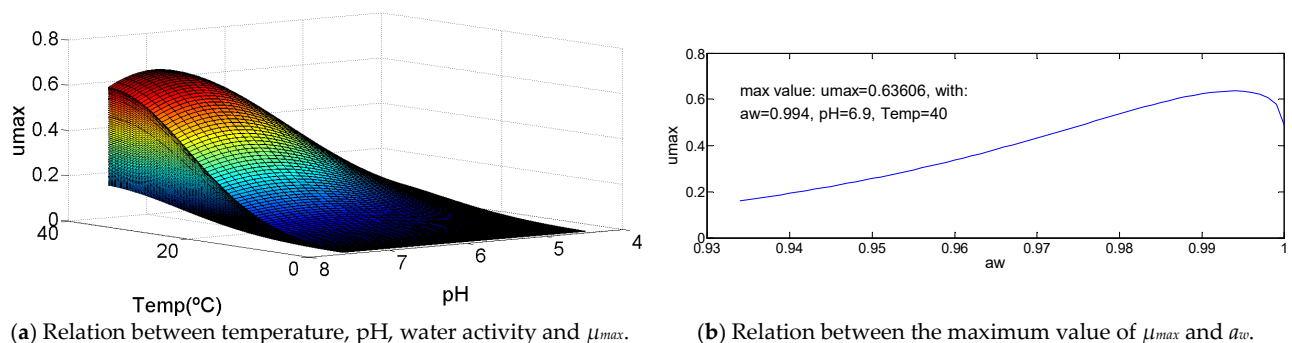 0.8
0.6
0.4
0.2
0
umax
40
20
0
Temp(ºC)
8
7
6
5
4
pH
(a) Relation between temperature, pH, water activity and μmax.
0.8
0.6
0.4
0.2
0
umax
max value: umax=0.63606, with:
aw=0.994, pH=6.9, Temp=40
0.93 0.94 0.95 0.96 0.97 0.98 0.99 1
aw
(b) Relation between the maximum value of μmax and aw.